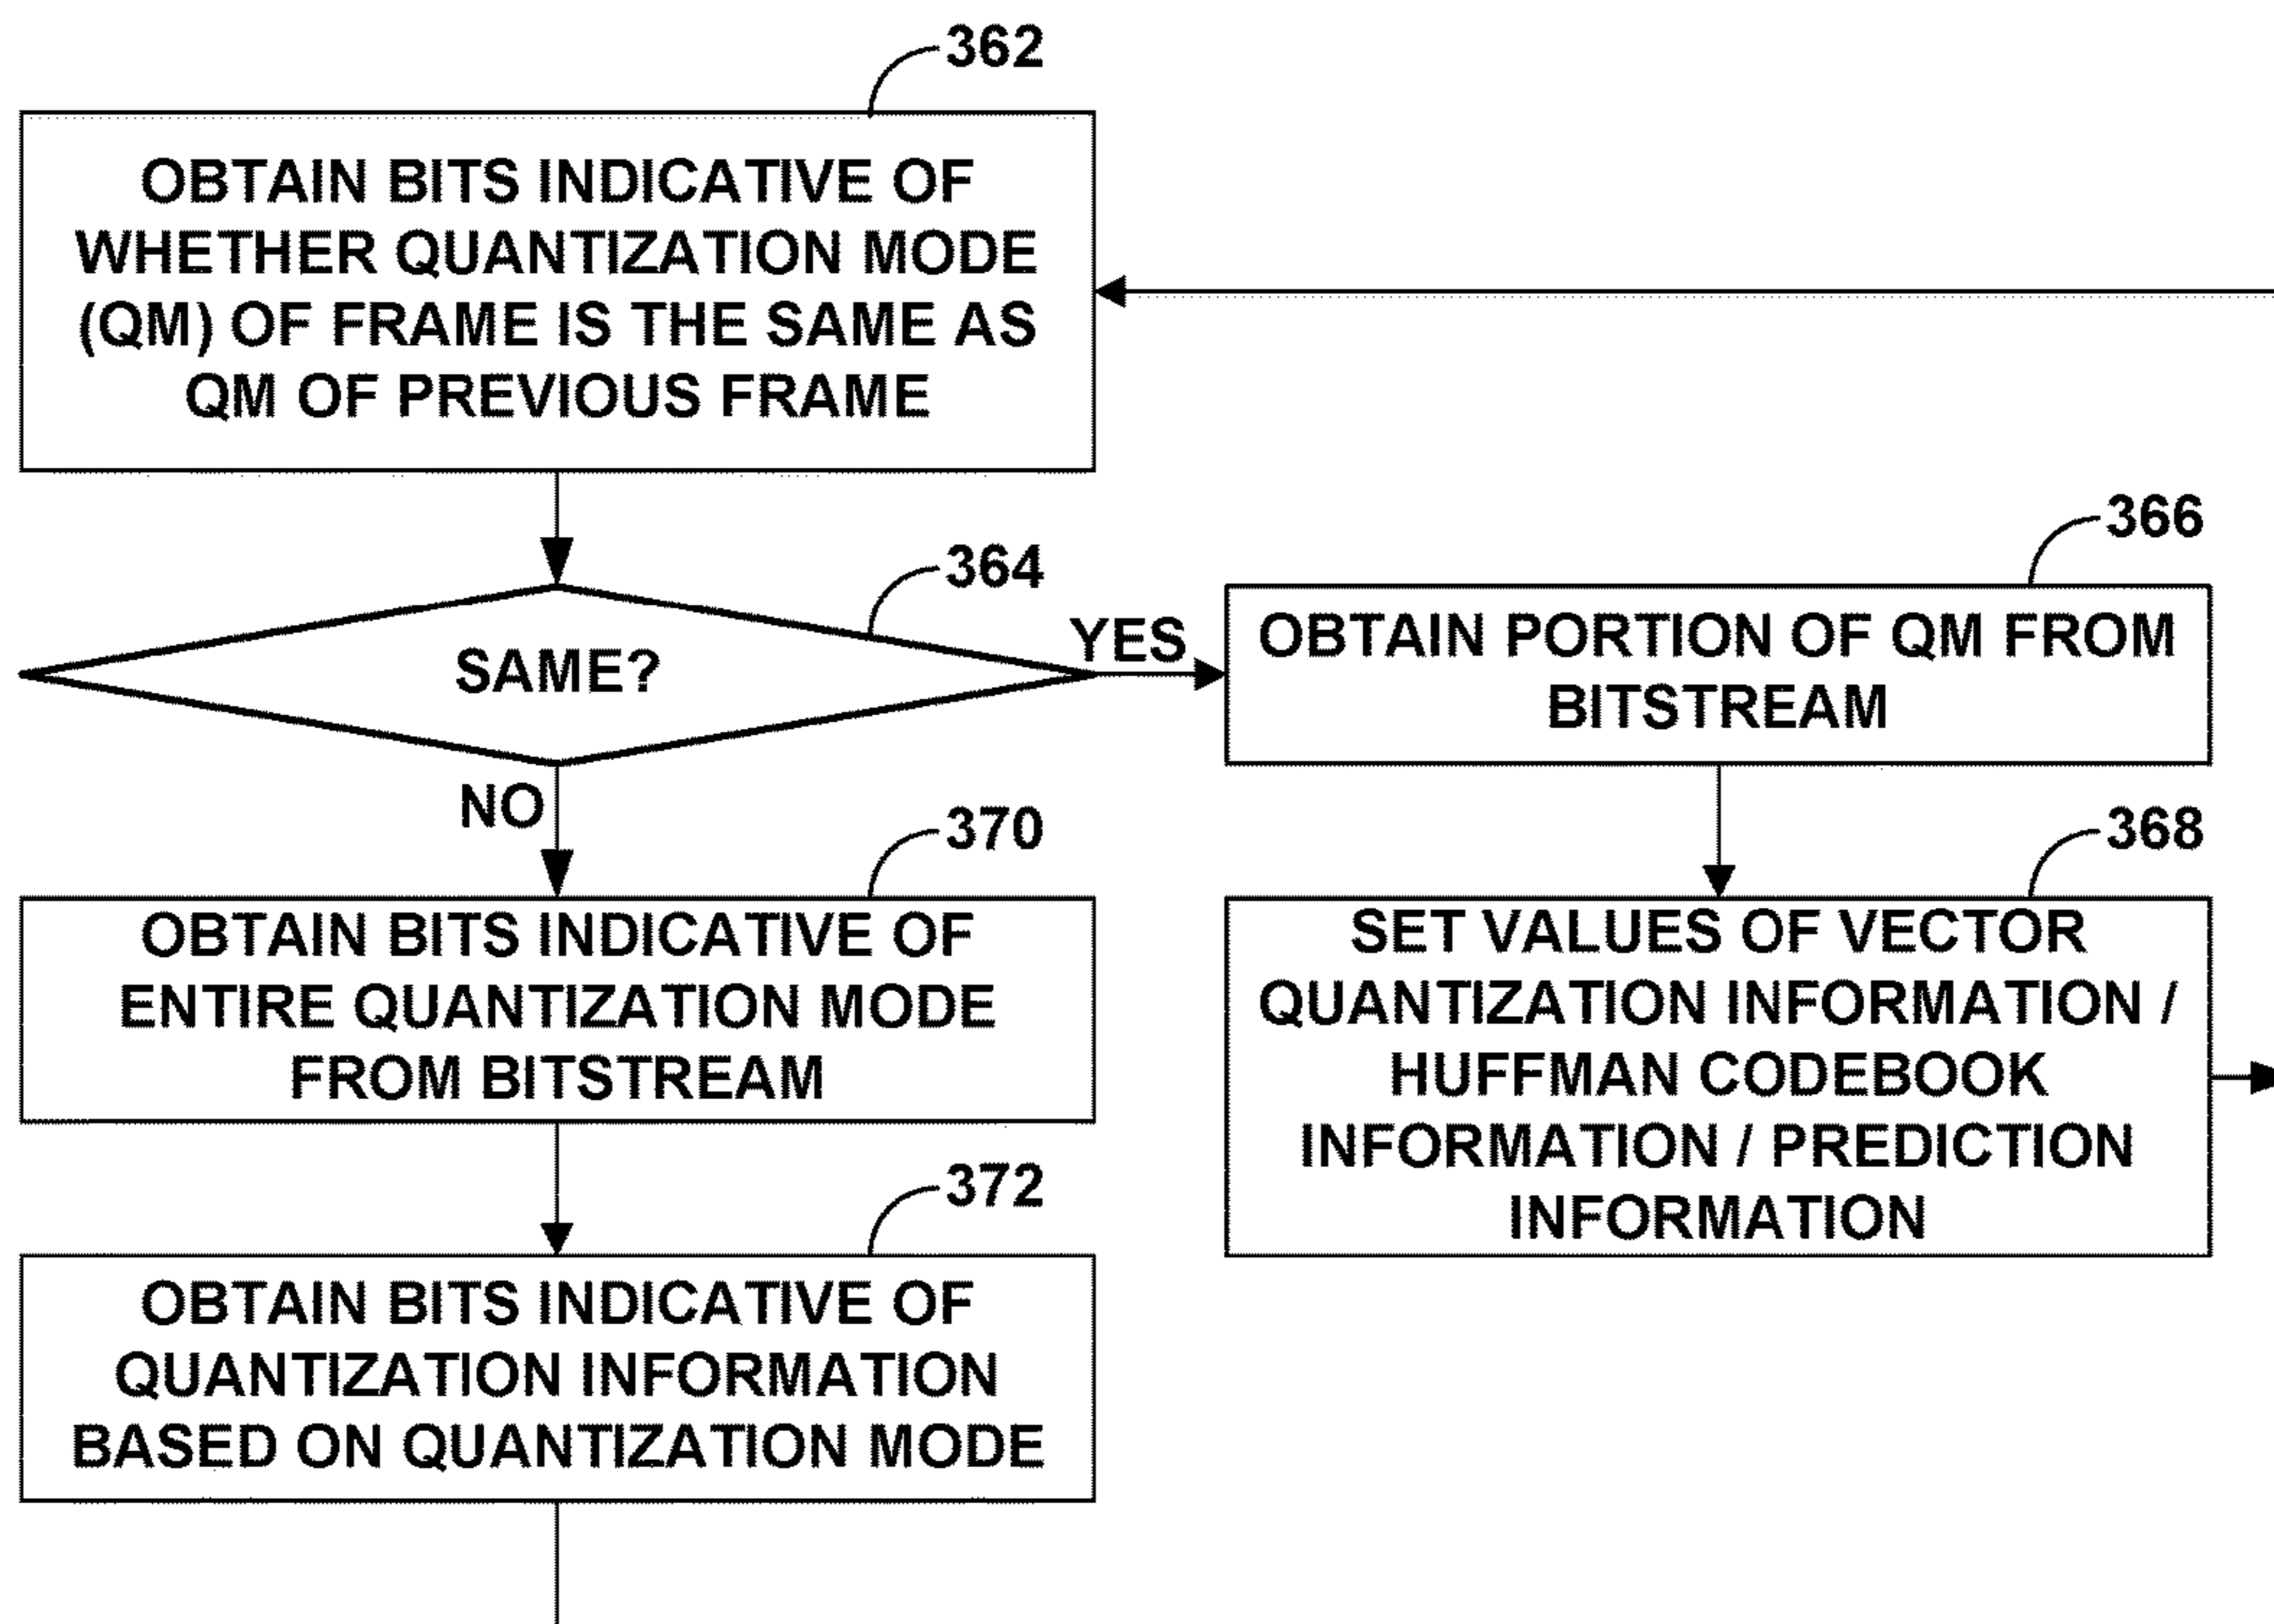 362
OBTAIN BITS INDICATIVE OF
WHETHER QUANTIZATION MODE
(QM) OF FRAME IS THE SAME AS
QM OF PREVIOUS FRAME
364
SAME?
YES
NO
366
OBTAIN PORTION OF QM FROM
BITSTREAM
368
SET VALUES OF VECTOR
QUANTIZATION INFORMATION /
HUFFMAN CODEBOOK
INFORMATION / PREDICTION
INFORMATION
370
OBTAIN BITS INDICATIVE OF
ENTIRE QUANTIZATION MODE
FROM BITSTREAM
372
OBTAIN BITS INDICATIVE OF
QUANTIZATION INFORMATION
BASED ON QUANTIZATION MODE